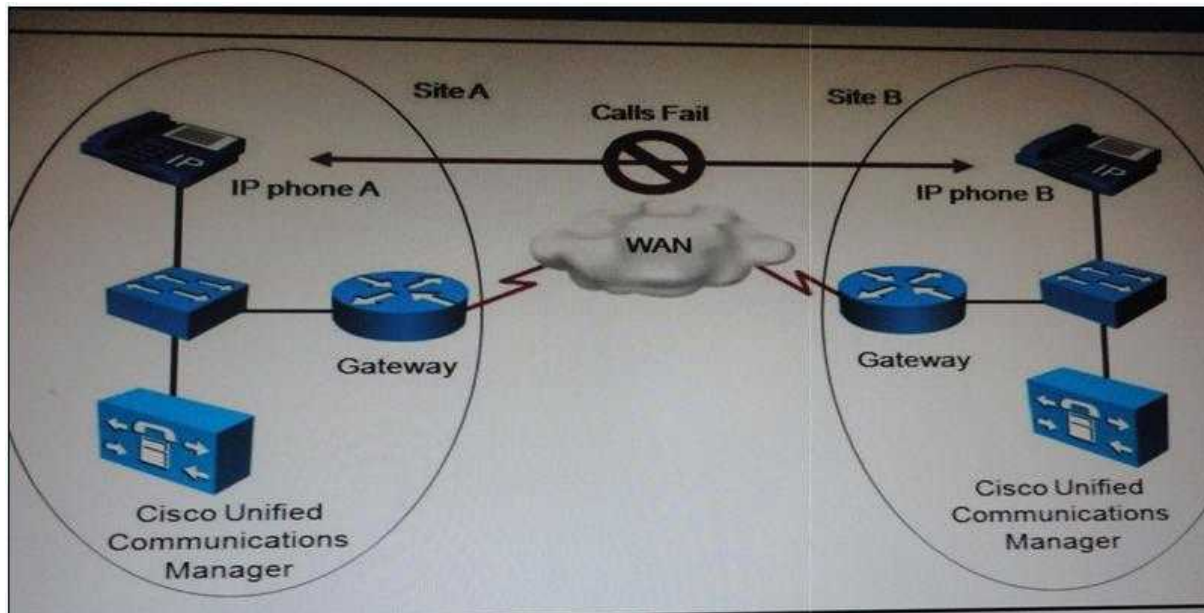 Site A
Calls Fail
Site B
IP
IP
IP phone A
IP phone B
WAN
Gateway
Gateway
Cisco Unified
Communications
Manager
Cisco Unified
Communications
Manager